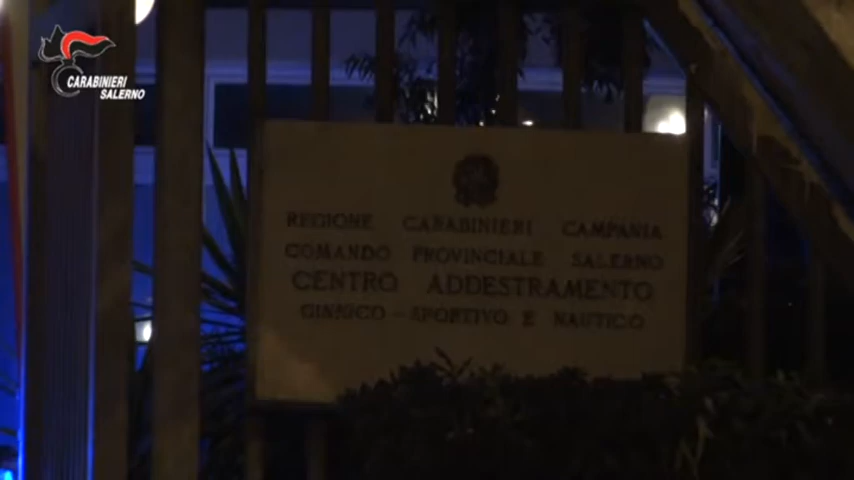 CARABINIERI
SALERNO
REGIONE CARABINIERI CAMPANIA
COMANDO PROVINCIALE SALERNO
CENTRO ADDESTRAMENTO
GINNICO - SPORTIVO E NAUTICO